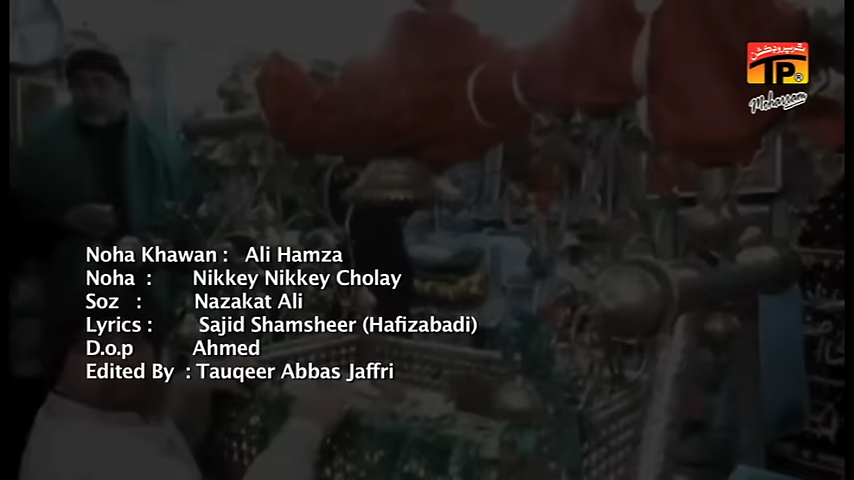 تھرپروڈکشن
TP®
Moharram
Noha Khawan : Ali Hamza
Noha : Nikkey Nikkey Cholay
Soz : Nazakat Ali
Lyrics : Sajid Shamsheer (Hafizabadi)
D.o.p Ahmed
Edited By : Tauqeer Abbas Jaffri